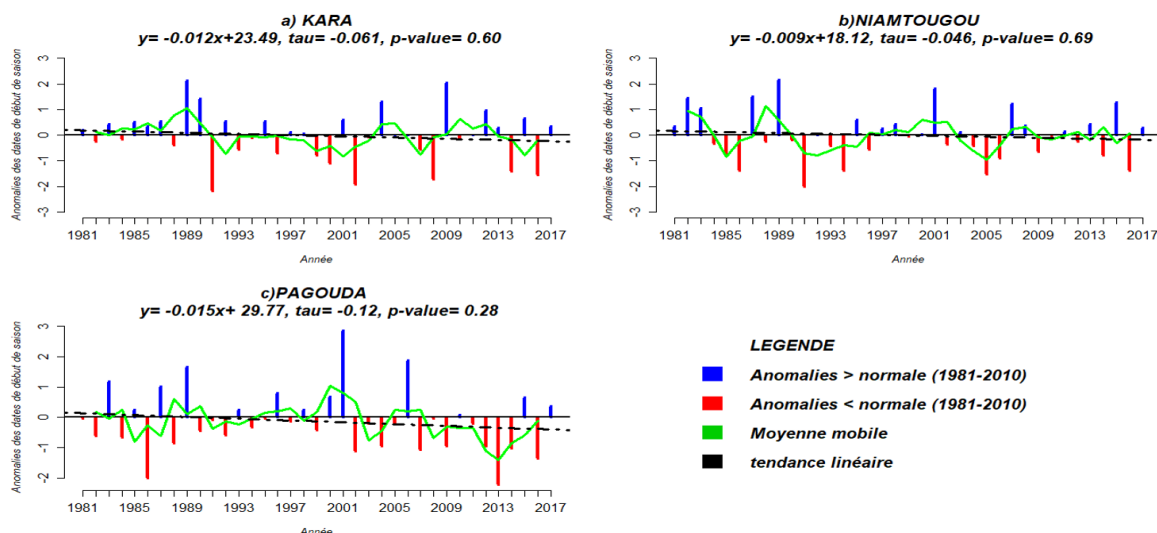 a) KARA
y= -0.012x+23.49, tau= -0.061, p-value= 0.60
Anomalies des dates de début de saison
3
2
1
0
-1
-2
-3
1981 1985 1989 1993 1997 2001 2005 2009 2013 2017
Année
b)NIAMTOUGOU
y= -0.009x+18.12, tau= -0.046, p-value= 0.69
Anomalies des dates de début de saison
3
2
1
0
-1
-2
-3
1981 1985 1989 1993 1997 2001 2005 2009 2013 2017
Année
c)PAGOUDA
y= -0.015x+ 29.77, tau= -0.12, p-value= 0.28
Anomalies des dates de début de saison
3
2
1
0
-1
-2
1981 1985 1989 1993 1997 2001 2005 2009 2013 2017
Année
LEGENDE
Anomalies > normale (1981-2010)
Anomalies < normale (1981-2010)
Moyenne mobile
tendance linéaire